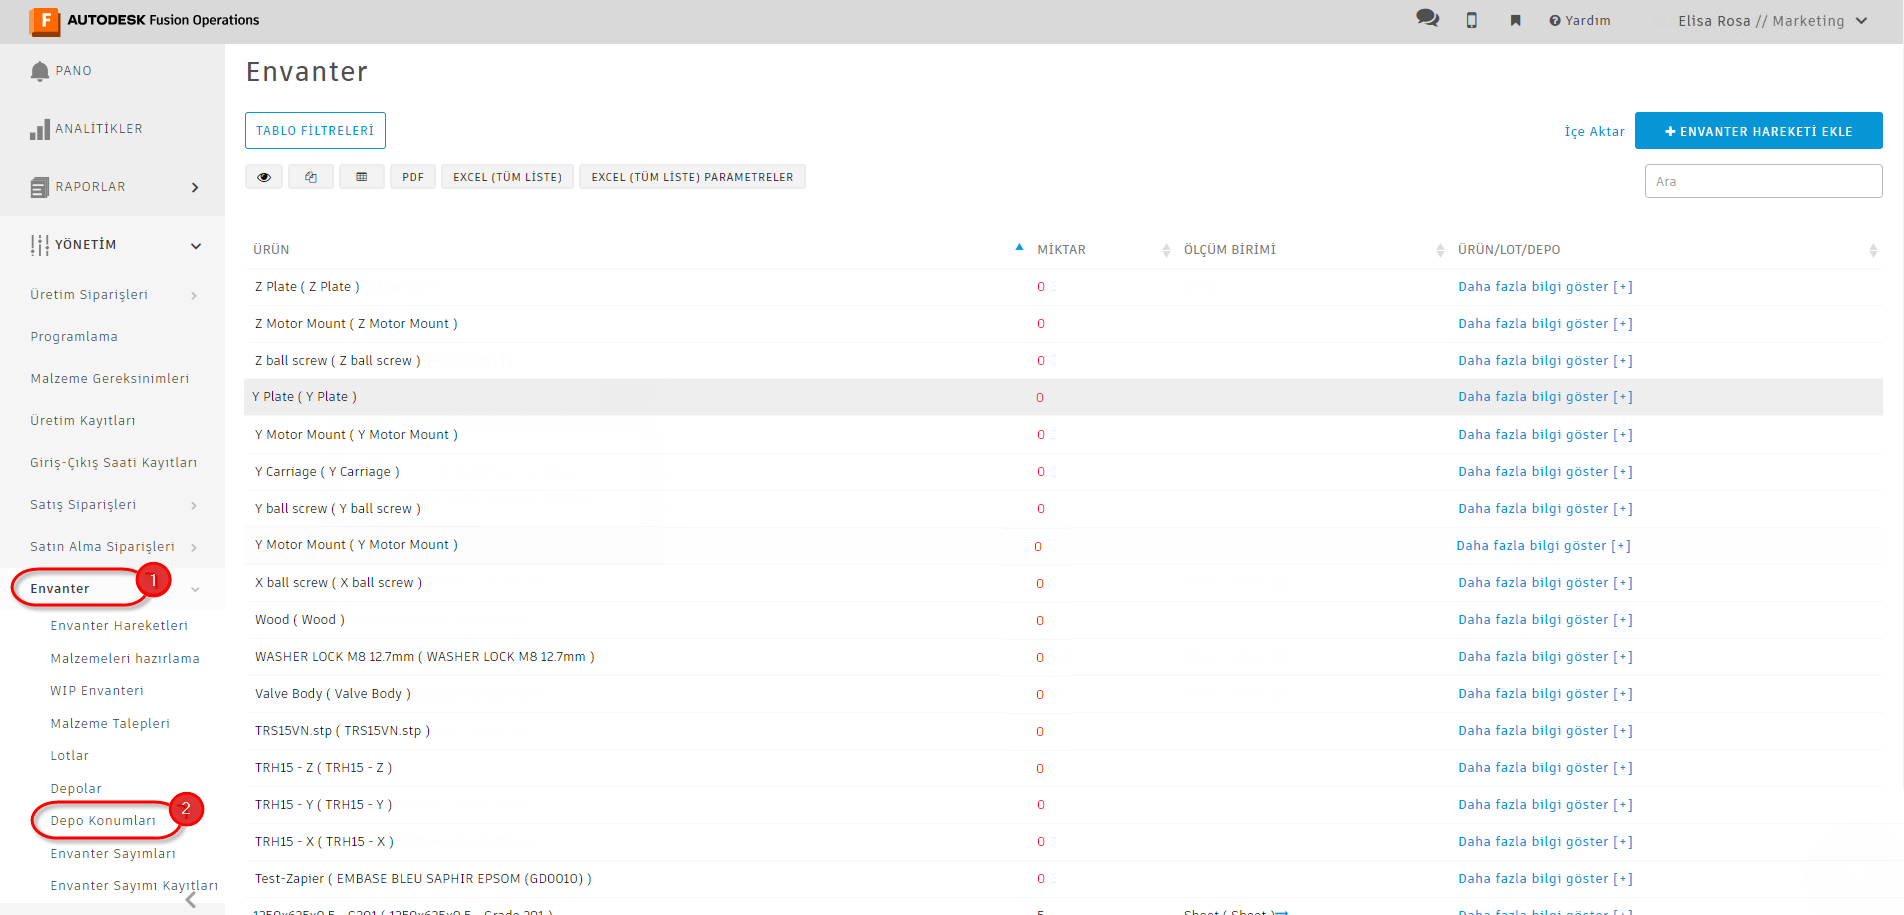 F AUTODESK Fusion Operations
Yardım
Elisa Rosa // Marketing
PANO
ANALİTİKLER
RAPORLAR
YÖNETİM
Üretim Siparişleri
Programlama
Malzeme Gereksinimleri
Üretim Kayıtları
Giriş-Çıkış Saati Kayıtları
Satış Siparişleri
Satın Alma Siparişleri
Envanter
1
Envanter Hareketleri
Malzemeleri hazırlama
WIP Envanteri
Malzeme Talepleri
Lotlar
Depolar
Depo Konumları
2
Envanter Sayımları
Envanter Sayımı Kayıtları
Envanter
TABLO FİLTRELERİ
İçe Aktar
+ ENVANTER HAREKETİ EKLE
PDF
EXCEL (TÜM LİSTE)
EXCEL (TÜM LİSTE) PARAMETRELER
Ara
ÜRÜN MİKTAR ÖLÇÜM BİRİMİ ÜRÜN/LOT/DEPO
Z Plate ( Z Plate ) 0 Daha fazla bilgi göster [+]
Z Motor Mount ( Z Motor Mount ) 0 Daha fazla bilgi göster [+]
Z ball screw ( Z ball screw ) 0 Daha fazla bilgi göster [+]
Y Plate ( Y Plate ) 0 Daha fazla bilgi göster [+]
Y Motor Mount ( Y Motor Mount ) 0 Daha fazla bilgi göster [+]
Y Carriage ( Y Carriage ) 0 Daha fazla bilgi göster [+]
Y ball screw ( Y ball screw ) 0 Daha fazla bilgi göster [+]
Y Motor Mount ( Y Motor Mount ) 0 Daha fazla bilgi göster [+]
X ball screw ( X ball screw ) 0 Daha fazla bilgi göster [+]
Wood ( Wood ) 0 Daha fazla bilgi göster [+]
WASHER LOCK M8 12.7mm ( WASHER LOCK M8 12.7mm ) 0 Daha fazla bilgi göster [+]
Valve Body ( Valve Body ) 0 Daha fazla bilgi göster [+]
TRS15VN.stp ( TRS15VN.stp ) 0 Daha fazla bilgi göster [+]
TRH15 - Z ( TRH15 - Z ) 0 Daha fazla bilgi göster [+]
TRH15 - Y ( TRH15 - Y ) 0 Daha fazla bilgi göster [+]
TRH15 - X ( TRH15 - X ) 0 Daha fazla bilgi göster [+]
Test-Zapier ( EMBASE BLEU SAPHIR EPSOM (GD0010) ) 0 Daha fazla bilgi göster [+]
5 Sheet ( Sheet ) Daha fazla bilgi göster [+]